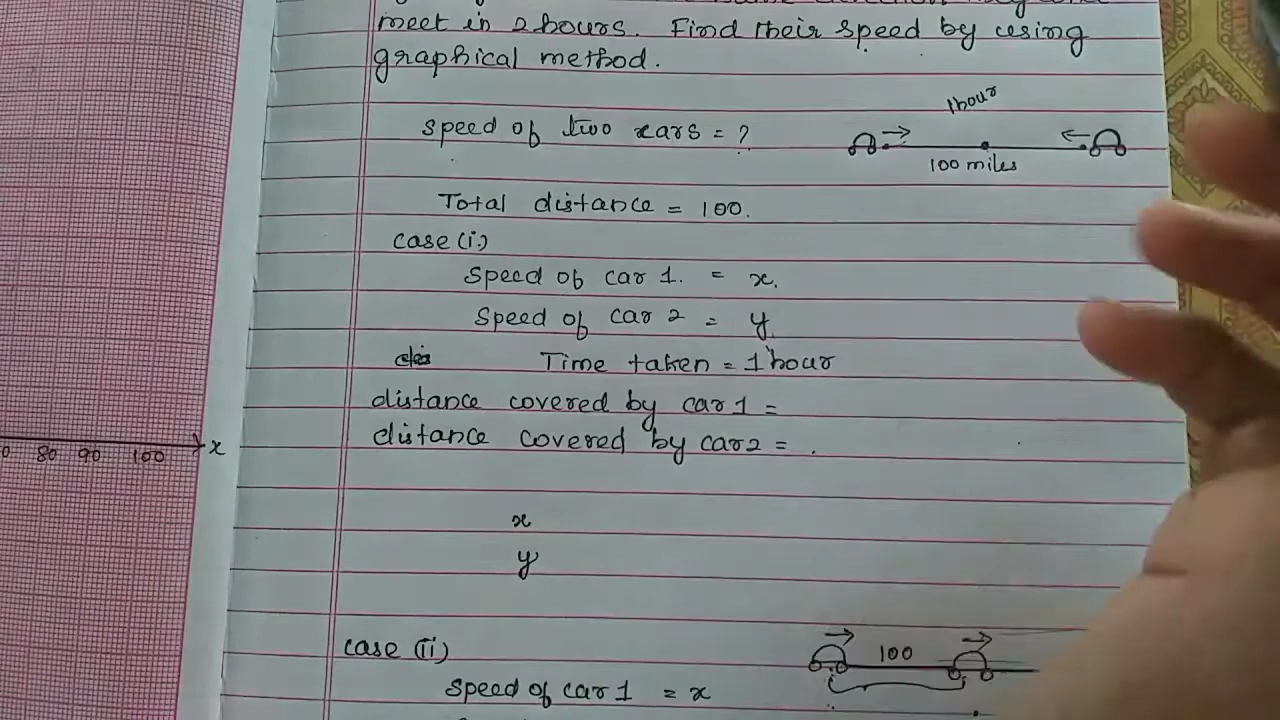 meet in 2 hours. Find their speed by using
graphical method.
1 hour
speed of two cars = ?
100 miles
Total distance = 100.
case (i)
Speed of car 1. = x.
Speed of car 2 = y.
Time taken = 1 hour
distance covered by car 1 =
distance covered by car 2 = .
80 90 100 x
x
y
case (ii)
100
Speed of car 1 = x